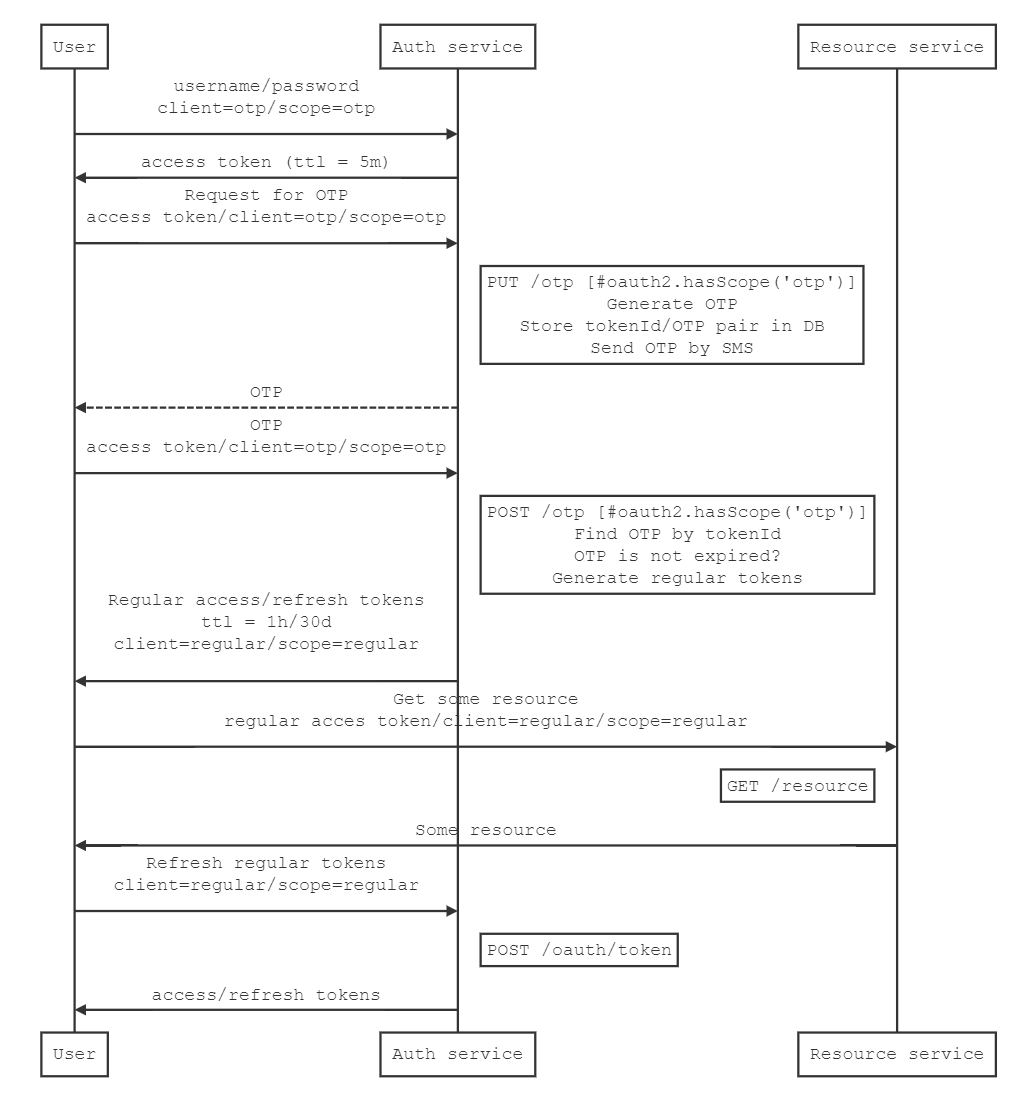 User
Auth service
Resource service
username/password
client=otp/scope=otp
access token (ttl = 5m)
Request for OTP
access token/client=otp/scope=otp
PUT /otp [#oauth2.hasScope('otp')]
Generate OTP
Store tokenId/OTP pair in DB
Send OTP by SMS
OTP
OTP
access token/client=otp/scope=otp
POST /otp [#oauth2.hasScope('otp')]
Find OTP by tokenId
OTP is not expired?
Generate regular tokens
Regular access/refresh tokens
ttl = 1h/30d
client=regular/scope=regular
Get some resource
regular acces token/client=regular/scope=regular
GET /resource
Some resource
Refresh regular tokens
client=regular/scope=regular
POST /oauth/token
access/refresh tokens
User
Auth service
Resource service